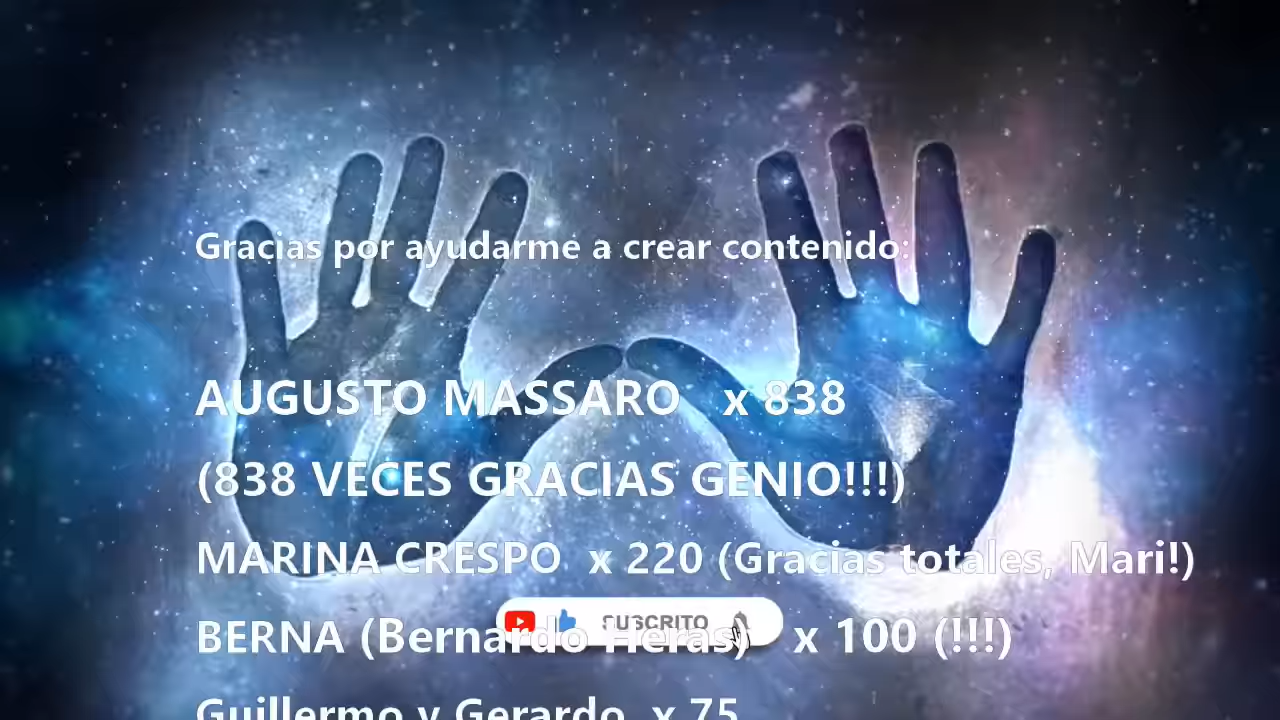 Gracias por ayudarme a crear contenido:
AUGUSTO MASSARO x 838
(838 VECES GRACIAS GENIO!!!)
MARINA CRESPO x 220 (Gracias totales, Mari!)
SUSCRITO
BERNA (Bernardo Heras) x 100 (!!!)
Guillermo y Gerardo x 75